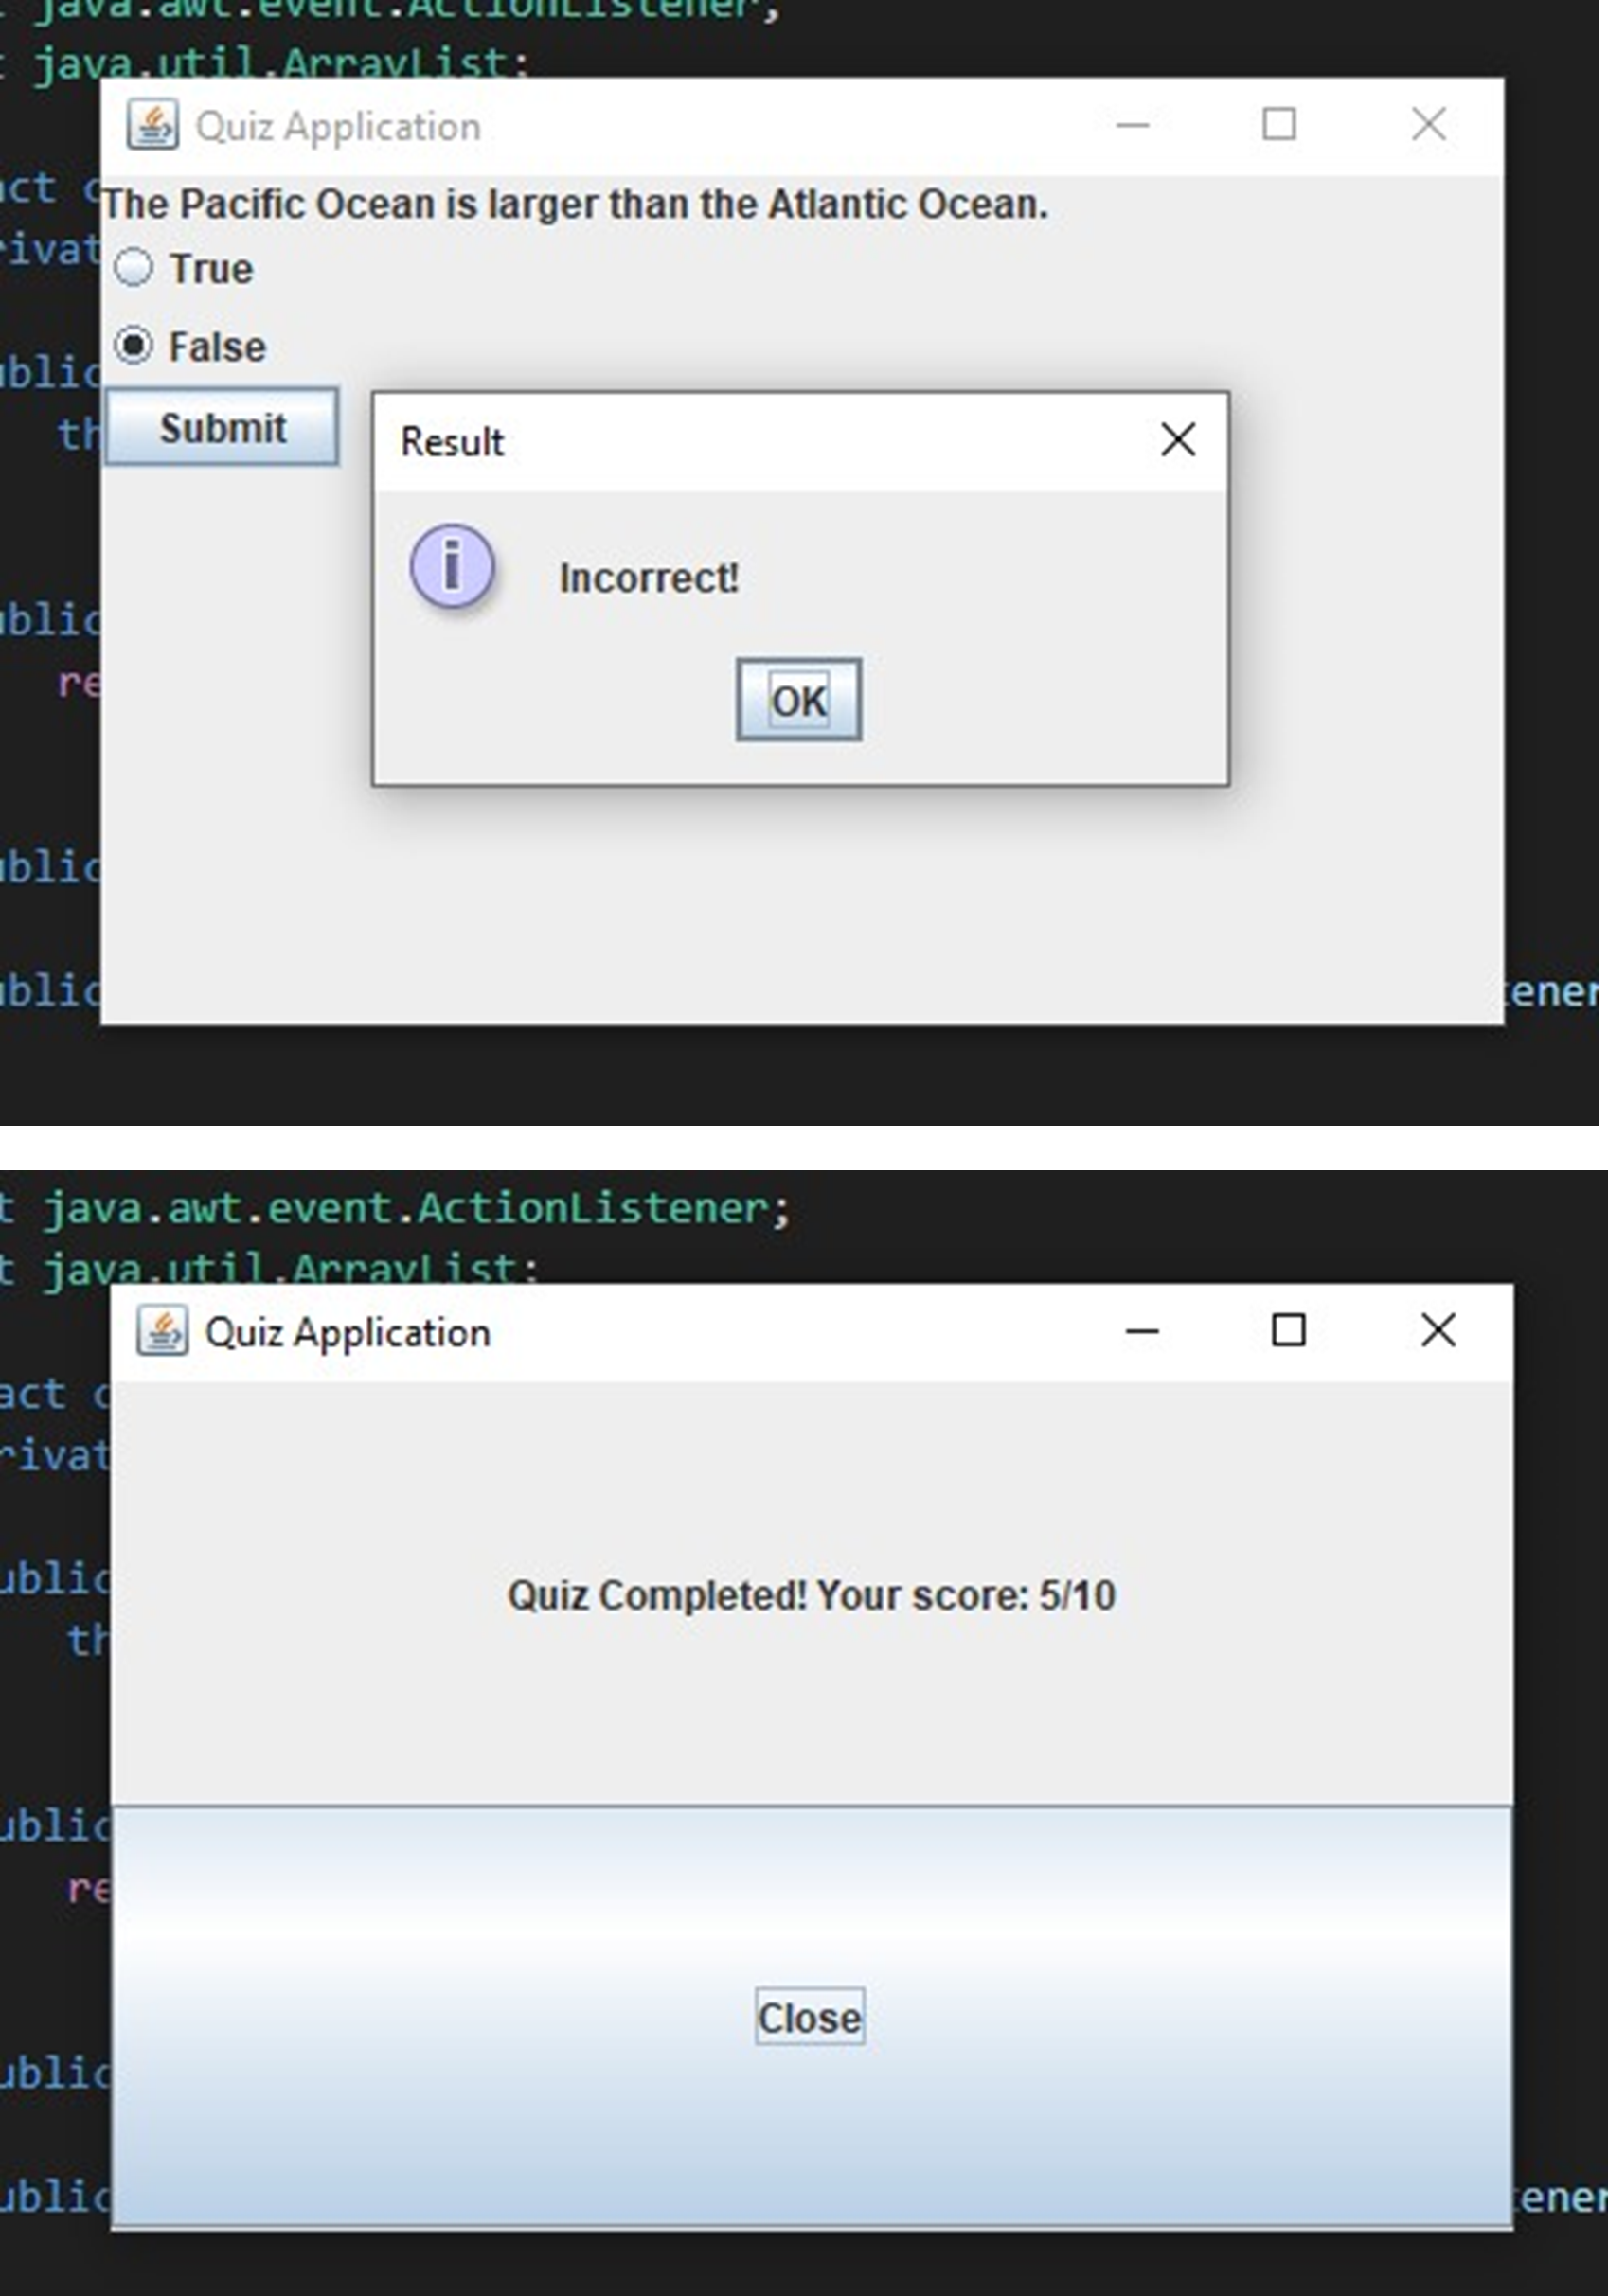 java.awt.event.ActionListener;
t java.util.ArrayList;
Quiz Application
act c
rivat
The Pacific Ocean is larger than the Atlantic Ocean.
True
False
ublic
th
Submit
Result
Incorrect!
OK
ublic
re
ublic
ublic
tener
t java.awt.event.ActionListener;
t java.util.ArrayList;
Quiz Application
act c
rivat
ublic
th
Quiz Completed! Your score: 5/10
ublic
re
Close
ublic
ublic
tener